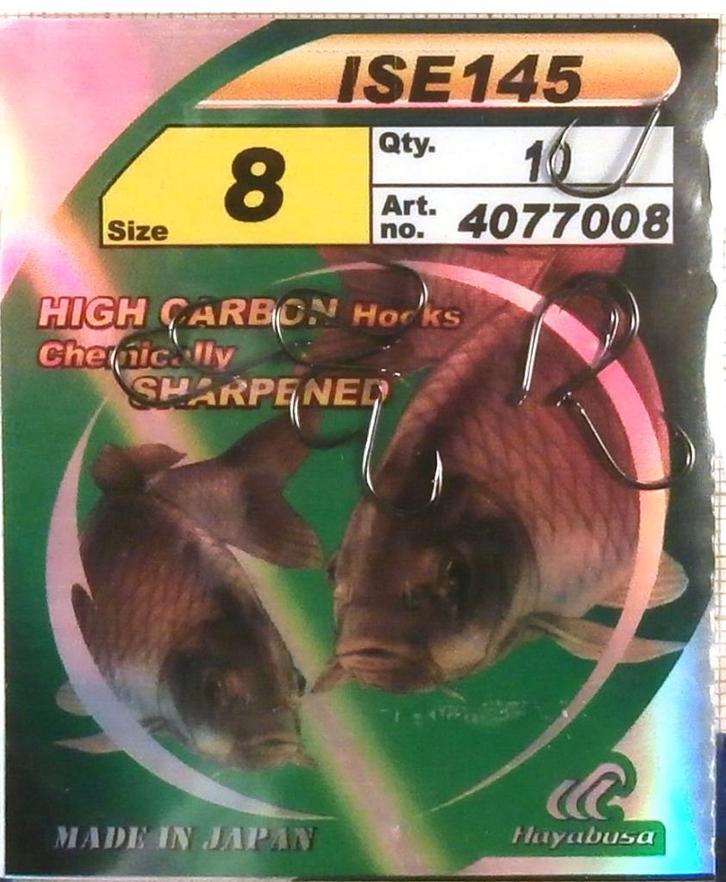 ISE145
Qty. 10
8
Size
Art. no. 4077008
HIGH CARBON Hooks
Chemically
SHARPENED
MADE IN JAPAN
Hayabusa